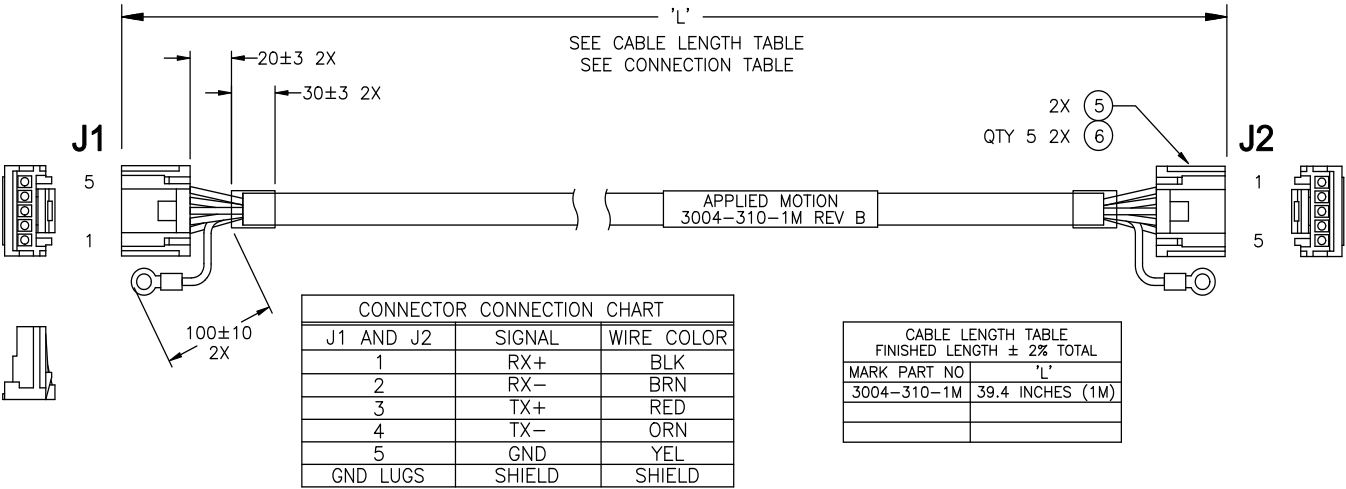 'L'
SEE CABLE LENGTH TABLE
SEE CONNECTION TABLE
20±3 2X
30±3 2X
2X 5
QTY 5 2X 6
J1
J2
5
1
1
5
APPLIED MOTION
3004-310-1M REV B
100±10
2X
CONNECTOR CONNECTION CHART
J1 AND J2 SIGNAL WIRE COLOR
1 RX+ BLK
2 RX- BRN
3 TX+ RED
4 TX- ORN
5 GND YEL
GND LUGS SHIELD SHIELD
CABLE LENGTH TABLE
FINISHED LENGTH ± 2% TOTAL
MARK PART NO 'L'
3004-310-1M 39.4 INCHES (1M)